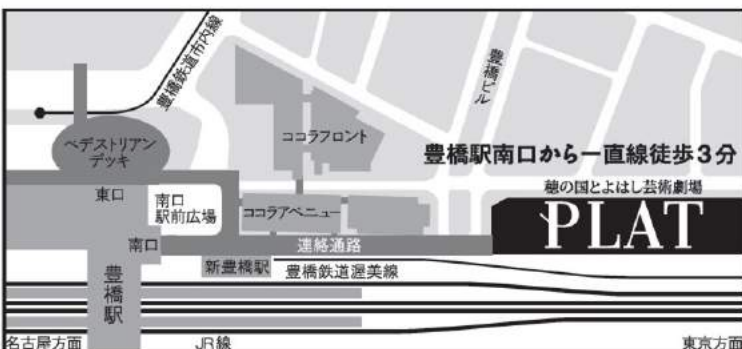 豊橋鉄道市内線
ペデストリアン
デッキ
ココラフロント
豊橋ビル
豊橋駅南口から一直線徒歩3分
穂の国とよはし芸術劇場
PLAT
東口
南口
駅前広場
ココラアベニュー
南口
連絡通路
新豊橋駅
豊橋鉄道渥美線
豊橋駅
名古屋方面
JR線
東京方面